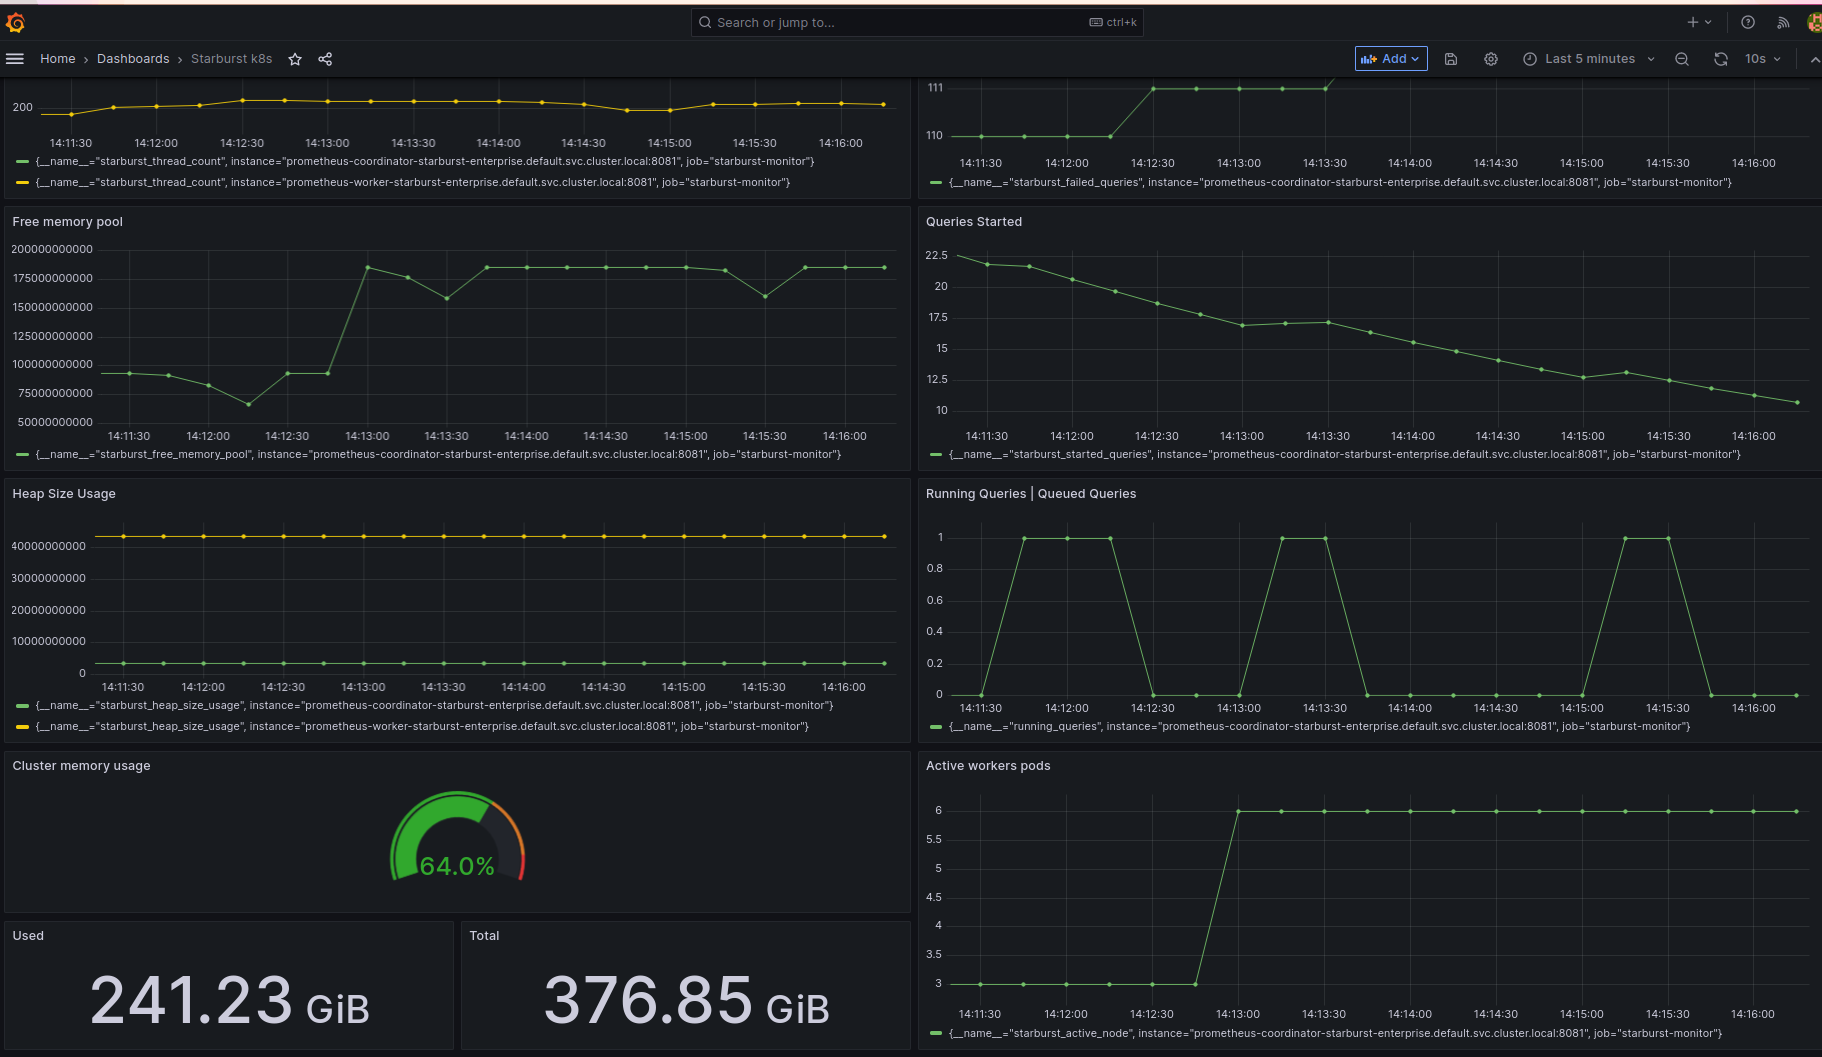 Search or jump to...
ctrl+k
Home › Dashboards › Starburst k8s
Add
Last 5 minutes
10s
200
14:11:30 14:12:00 14:12:30 14:13:00 14:13:30 14:14:00 14:14:30 14:15:00 14:15:30 14:16:00
{__name__="starburst_thread_count", instance="prometheus-coordinator-starburst-enterprise.default.svc.cluster.local:8081", job="starburst-monitor"}
{__name__="starburst_thread_count", instance="prometheus-worker-starburst-enterprise.default.svc.cluster.local:8081", job="starburst-monitor"}
111
110
14:11:30 14:12:00 14:12:30 14:13:00 14:13:30 14:14:00 14:14:30 14:15:00 14:15:30 14:16:00
{__name__="starburst_failed_queries", instance="prometheus-coordinator-starburst-enterprise.default.svc.cluster.local:8081", job="starburst-monitor"}
Free memory pool
200000000000
175000000000
150000000000
125000000000
100000000000
75000000000
50000000000
14:11:30 14:12:00 14:12:30 14:13:00 14:13:30 14:14:00 14:14:30 14:15:00 14:15:30 14:16:00
{__name__="starburst_free_memory_pool", instance="prometheus-coordinator-starburst-enterprise.default.svc.cluster.local:8081", job="starburst-monitor"}
Queries Started
22.5
20
17.5
15
12.5
10
14:11:30 14:12:00 14:12:30 14:13:00 14:13:30 14:14:00 14:14:30 14:15:00 14:15:30 14:16:00
{__name__="starburst_started_queries", instance="prometheus-coordinator-starburst-enterprise.default.svc.cluster.local:8081", job="starburst-monitor"}
Heap Size Usage
40000000000
30000000000
20000000000
10000000000
0
14:11:30 14:12:00 14:12:30 14:13:00 14:13:30 14:14:00 14:14:30 14:15:00 14:15:30 14:16:00
{__name__="starburst_heap_size_usage", instance="prometheus-coordinator-starburst-enterprise.default.svc.cluster.local:8081", job="starburst-monitor"}
{__name__="starburst_heap_size_usage", instance="prometheus-worker-starburst-enterprise.default.svc.cluster.local:8081", job="starburst-monitor"}
Running Queries | Queued Queries
1
0.8
0.6
0.4
0.2
0
14:11:30 14:12:00 14:12:30 14:13:00 14:13:30 14:14:00 14:14:30 14:15:00 14:15:30 14:16:00
{__name__="running_queries", instance="prometheus-coordinator-starburst-enterprise.default.svc.cluster.local:8081", job="starburst-monitor"}
Cluster memory usage
64.0%
Used
241.23 GiB
Total
376.85 GiB
Active workers pods
6
5.5
5
4.5
4
3.5
3
14:11:30 14:12:00 14:12:30 14:13:00 14:13:30 14:14:00 14:14:30 14:15:00 14:15:30 14:16:00
{__name__="starburst_active_node", instance="prometheus-coordinator-starburst-enterprise.default.svc.cluster.local:8081", job="starburst-monitor"}